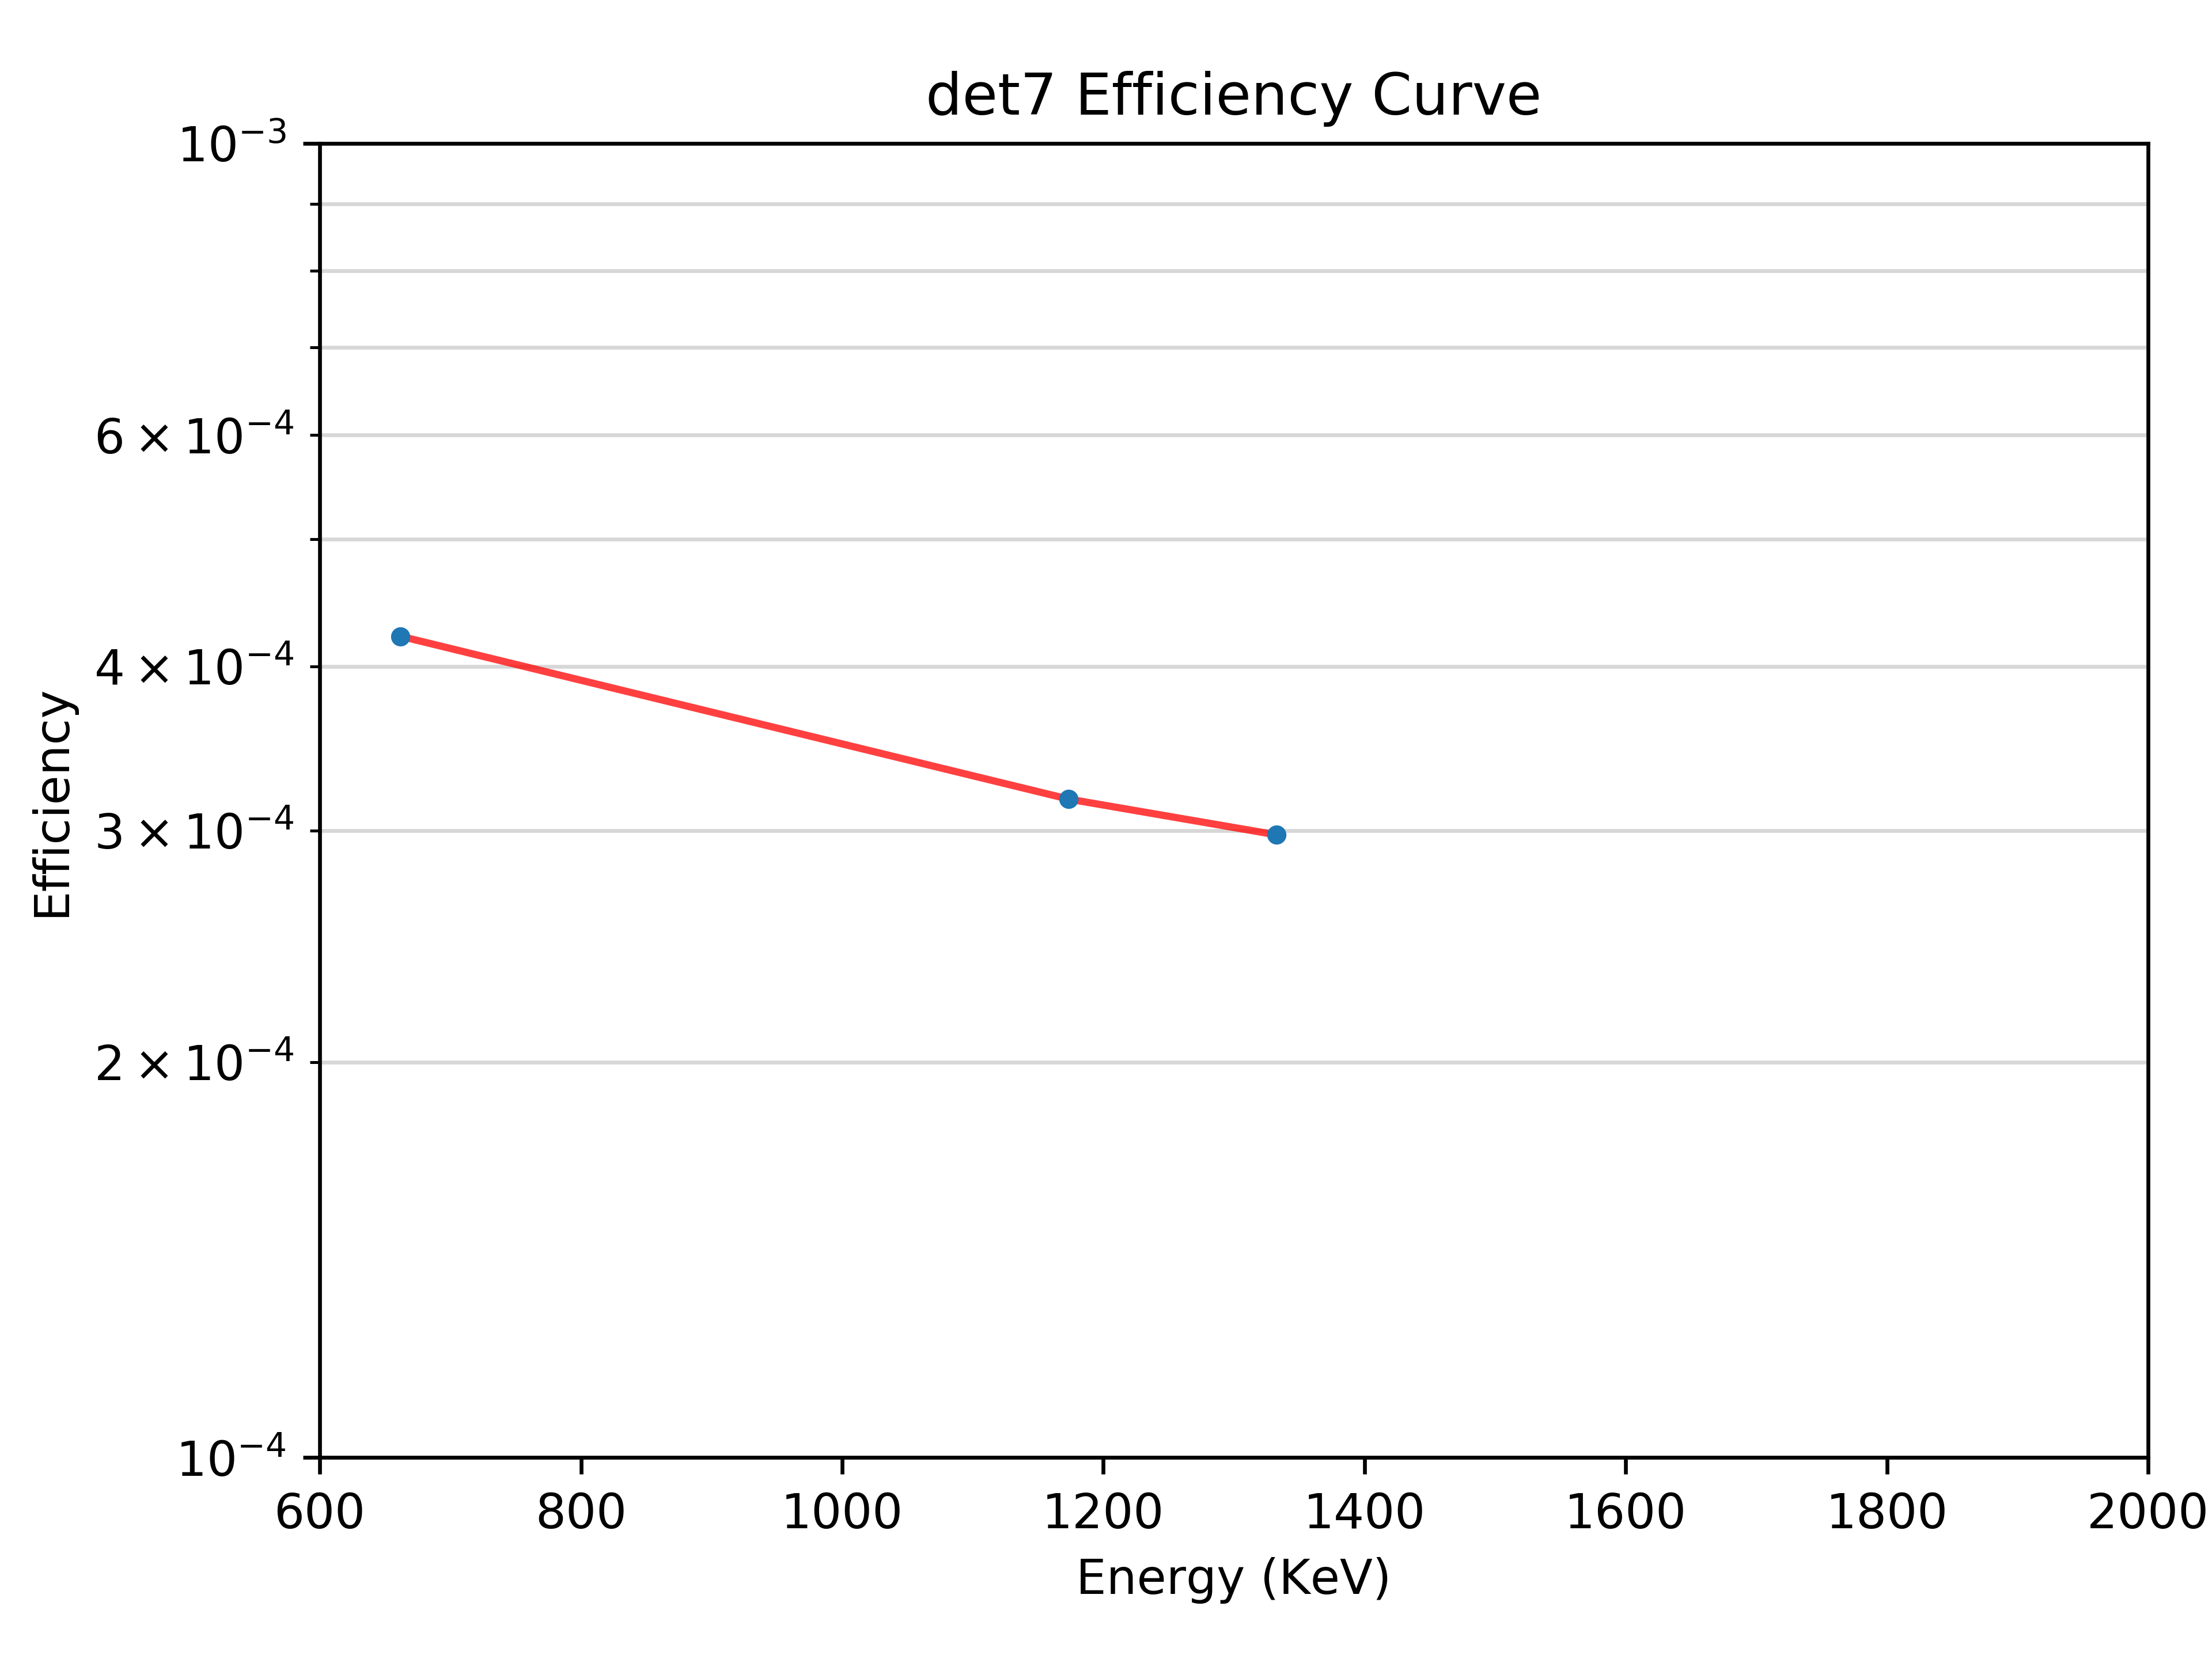 det7 Efficiency Curve
10⁻³
6 × 10⁻⁴
4 × 10⁻⁴
3 × 10⁻⁴
2 × 10⁻⁴
10⁻⁴
Efficiency
600 800 1000 1200 1400 1600 1800 2000
Energy (KeV)